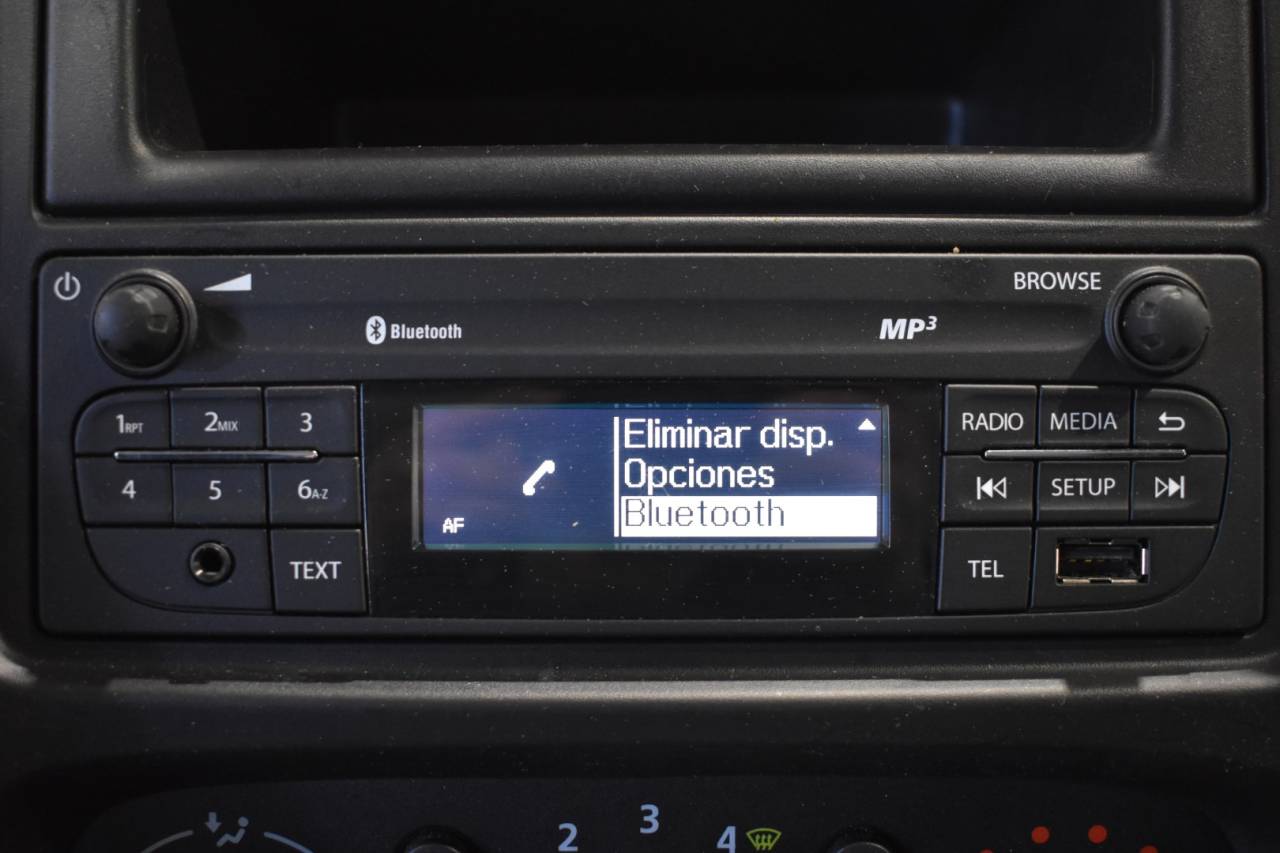 BROWSE
Bluetooth
MP3
1RPT 2MIX 3
4 5 6A-Z
TEXT
Eliminar disp.
Opciones
Bluetooth
AF
RADIO MEDIA
SETUP
TEL
2 3 4